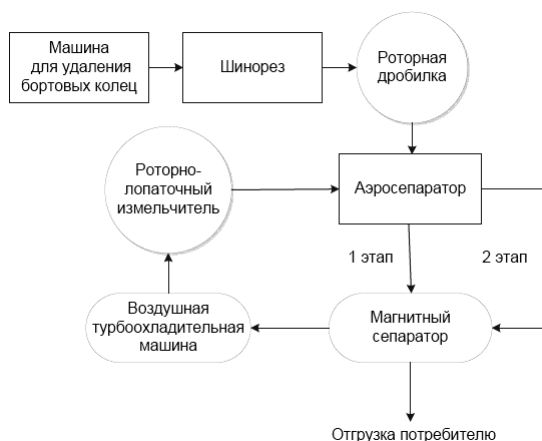 Машина
для удаления
бортовых колец
Шинорез
Роторная
дробилка
Роторно-
лопаточный
измельчитель
Аэросепаратор
1 этап
2 этап
Воздушная
турбоохладительная
машина
Магнитный
сепаратор
Отгрузка потребителю